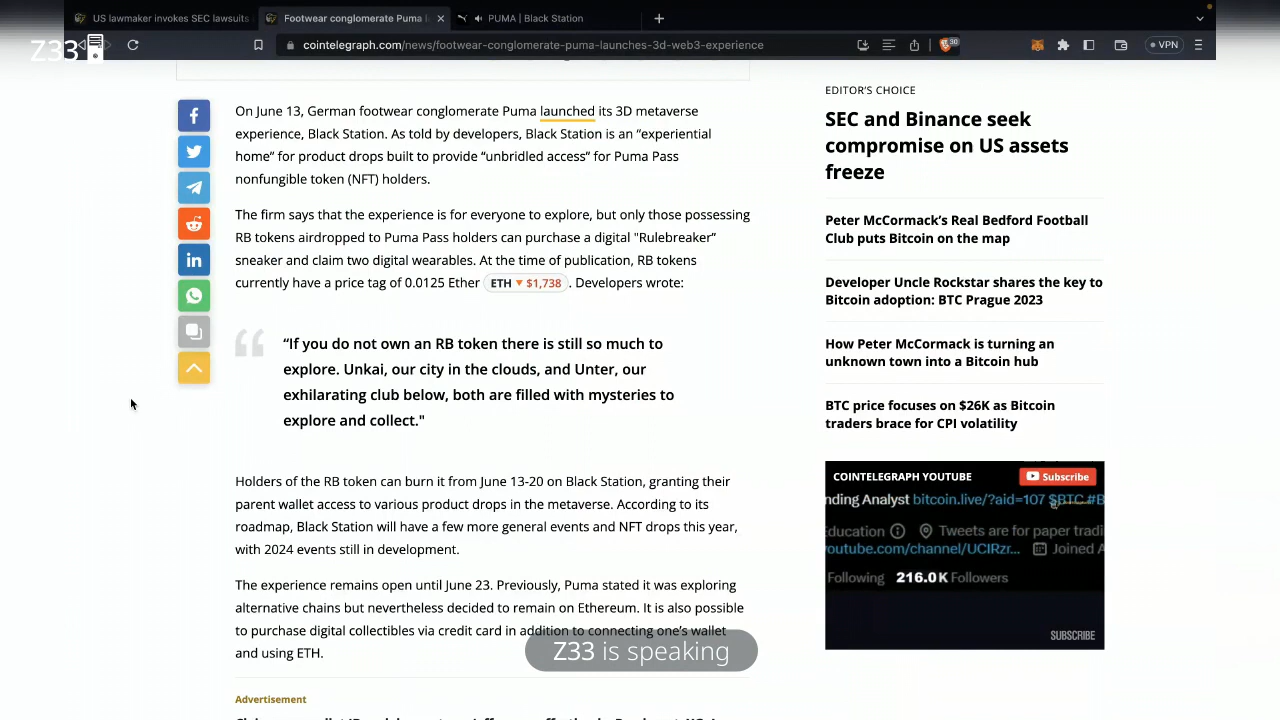 US lawmaker invokes SEC lawsuits
Footwear conglomerate Puma l
PUMA | Black Station
Z33
cointelegraph.com/news/footwear-conglomerate-puma-launches-3d-web3-experience
90
VPN
On June 13, German footwear conglomerate Puma launched its 3D metaverse
experience, Black Station. As told by developers, Black Station is an “experiential
home” for product drops built to provide “unbridled access” for Puma Pass
nonfungible token (NFT) holders.
The firm says that the experience is for everyone to explore, but only those possessing
RB tokens airdropped to Puma Pass holders can purchase a digital "Rulebreaker”
sneaker and claim two digital wearables. At the time of publication, RB tokens
currently have a price tag of 0.0125 Ether ETH ▼ $1,738 . Developers wrote:
“If you do not own an RB token there is still so much to
explore. Unkai, our city in the clouds, and Unter, our
exhilarating club below, both are filled with mysteries to
explore and collect."
Holders of the RB token can burn it from June 13-20 on Black Station, granting their
parent wallet access to various product drops in the metaverse. According to its
roadmap, Black Station will have a few more general events and NFT drops this year,
with 2024 events still in development.
The experience remains open until June 23. Previously, Puma stated it was exploring
alternative chains but nevertheless decided to remain on Ethereum. It is also possible
to purchase digital collectibles via credit card in addition to connecting one’s wallet
and using ETH.
Z33 is speaking
Advertisement
EDITOR’S CHOICE
SEC and Binance seek
compromise on US assets
freeze
Peter McCormack’s Real Bedford Football
Club puts Bitcoin on the map
Developer Uncle Rockstar shares the key to
Bitcoin adoption: BTC Prague 2023
How Peter McCormack is turning an
unknown town into a Bitcoin hub
BTC price focuses on $26K as Bitcoin
traders brace for CPI volatility
COINTELEGRAPH YOUTUBE
Subscribe
nding Analyst bitcoin.live/?aid=107 $BTC #B
Education
Tweets are for paper tradi
outube.com/channel/UCIRzr...
Joined A
Following 216.0K Followers
SUBSCRIBE